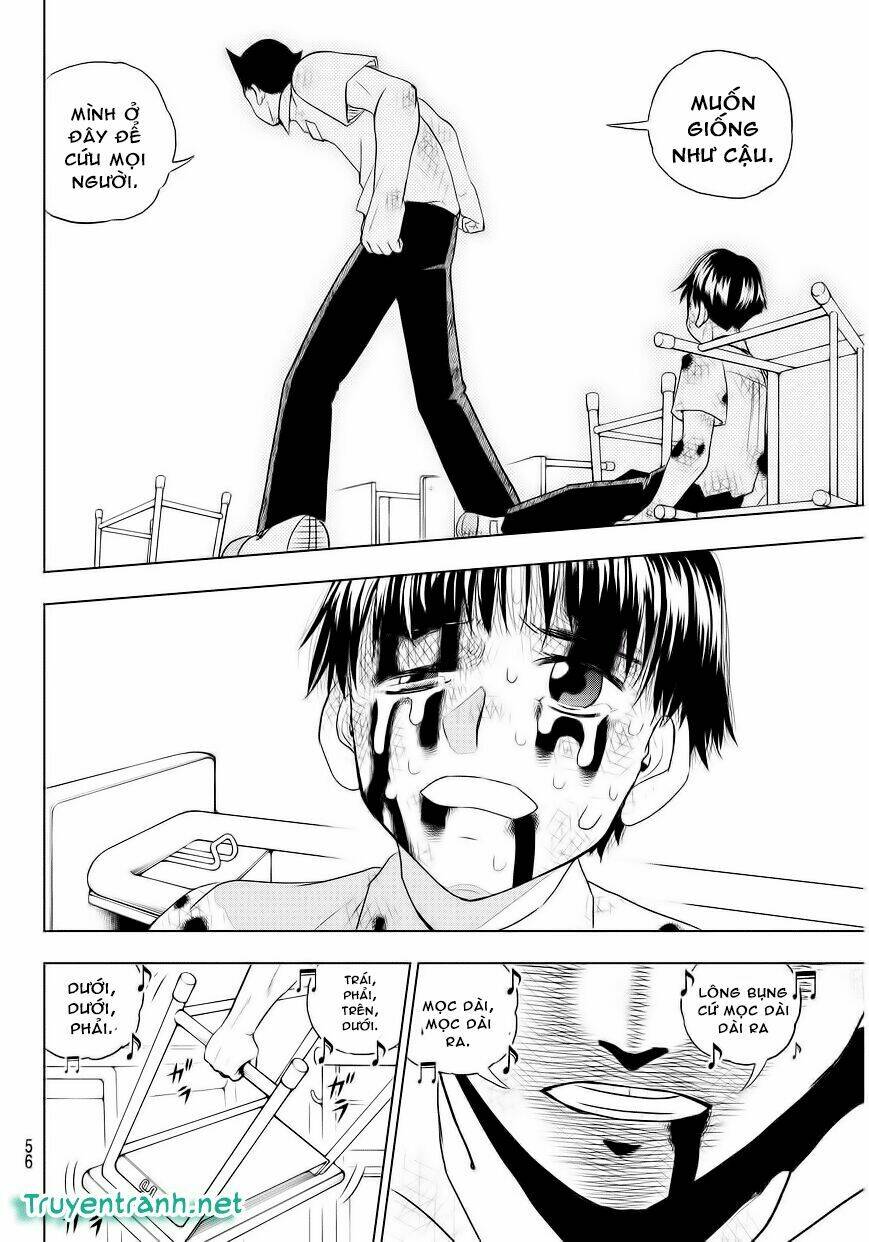 MUỐN
GIỐNG
NHƯ CẬU.
MÌNH Ở
ĐÂY ĐỂ
CỨU MỌI
NGƯỜI.
LÔNG BỤNG
CỨ MỌC DÀI
DÀI RA
MỌC DÀI,
MỌC DÀI
RA.
TRÁI,
PHẢI,
TRÊN,
DƯỚI.
DƯỚI,
DƯỚI,
PHẢI.
56
Truyentranh.net